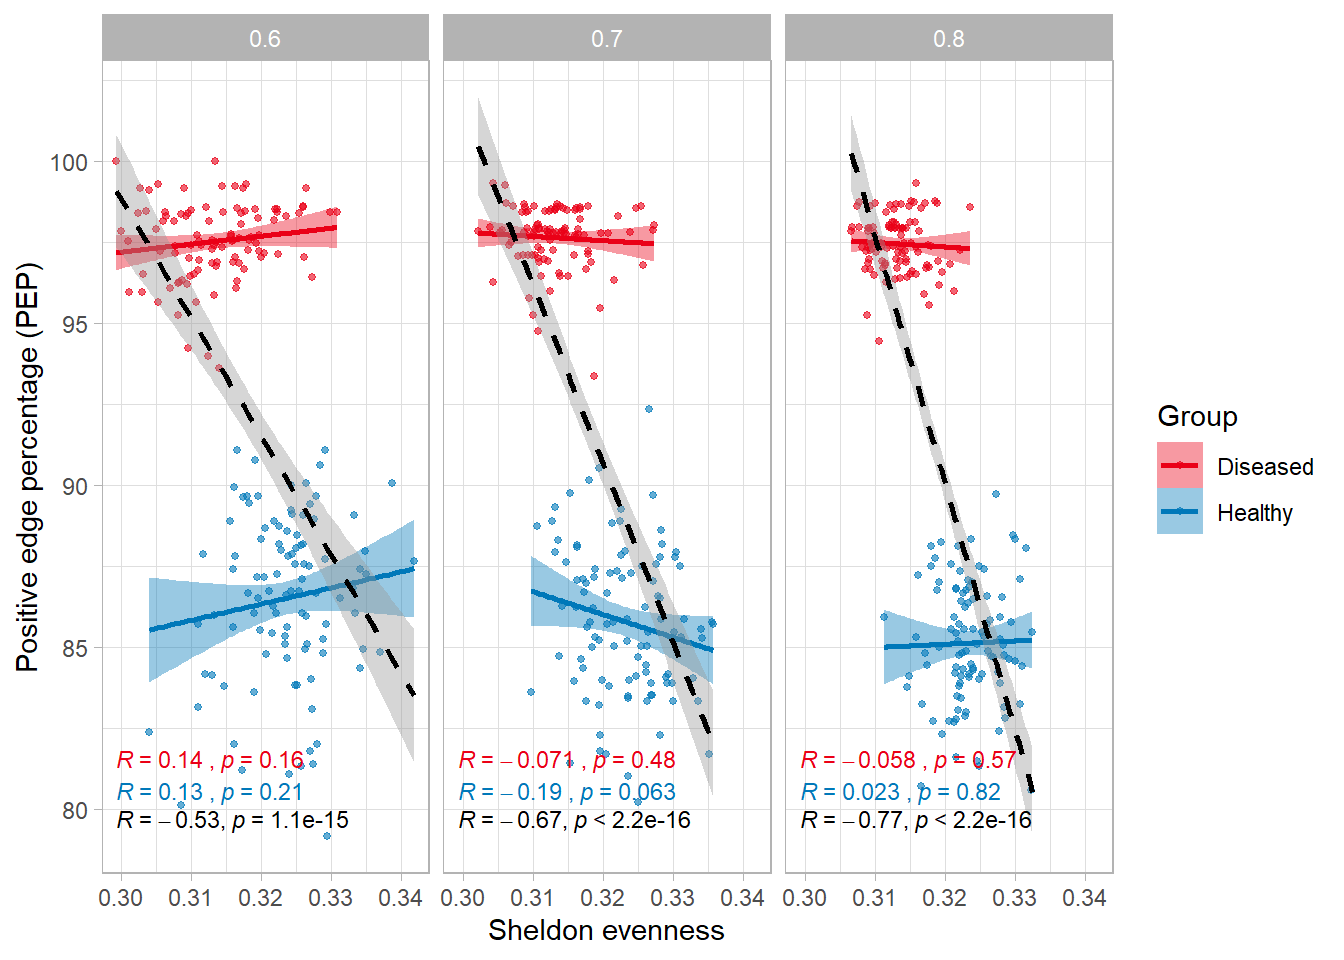 0.6 0.7 0.8
Positive edge percentage (PEP)
100
95
90
85
80
R = 0.14 , p = 0.16
R = 0.13 , p = 0.21
R = −0.53, p = 1.1e-15
R = −0.071 , p = 0.48
R = −0.19 , p = 0.063
R = −0.67, p < 2.2e-16
R = −0.058 , p = 0.57
R = 0.023 , p = 0.82
R = −0.77, p < 2.2e-16
0.30 0.31 0.32 0.33 0.34 0.30 0.31 0.32 0.33 0.34 0.30 0.31 0.32 0.33 0.34
Sheldon evenness
Group
Diseased
Healthy